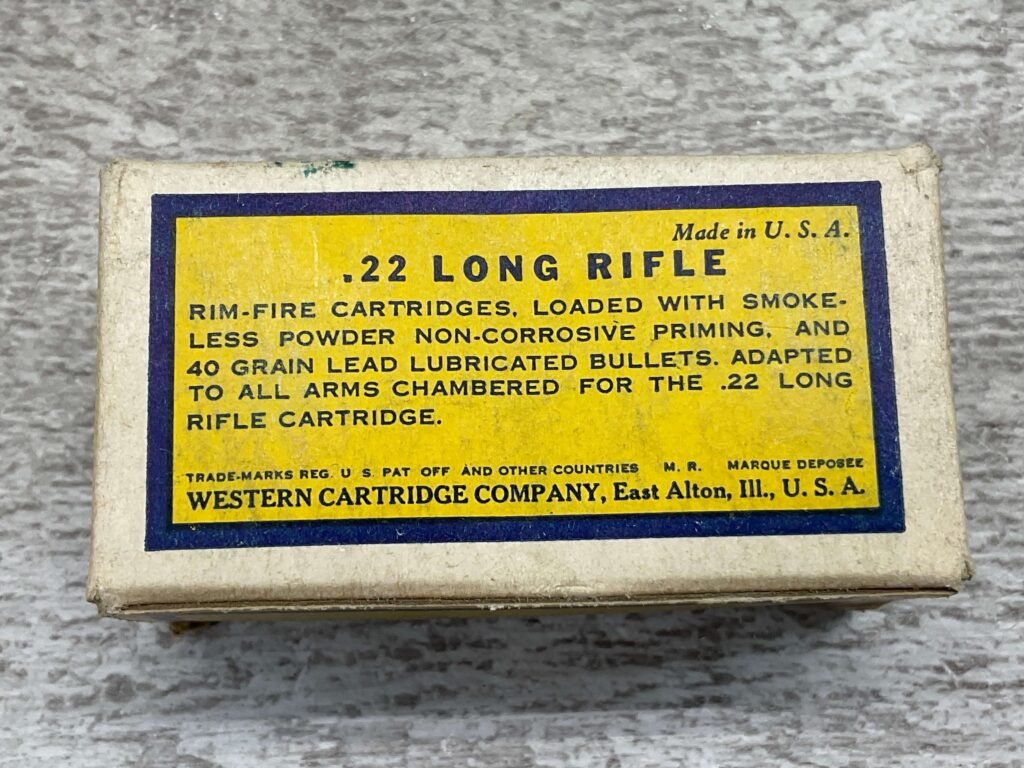 Made in U. S. A.
.22 LONG RIFLE
RIM-FIRE CARTRIDGES, LOADED WITH SMOKE-
LESS POWDER NON-CORROSIVE PRIMING, AND
40 GRAIN LEAD LUBRICATED BULLETS. ADAPTED
TO ALL ARMS CHAMBERED FOR THE .22 LONG
RIFLE CARTRIDGE.
TRADE-MARKS REG. U S. PAT OFF AND OTHER COUNTRIES M. R. MARQUE DEPOSEE
WESTERN CARTRIDGE COMPANY, East Alton, Ill., U. S. A.